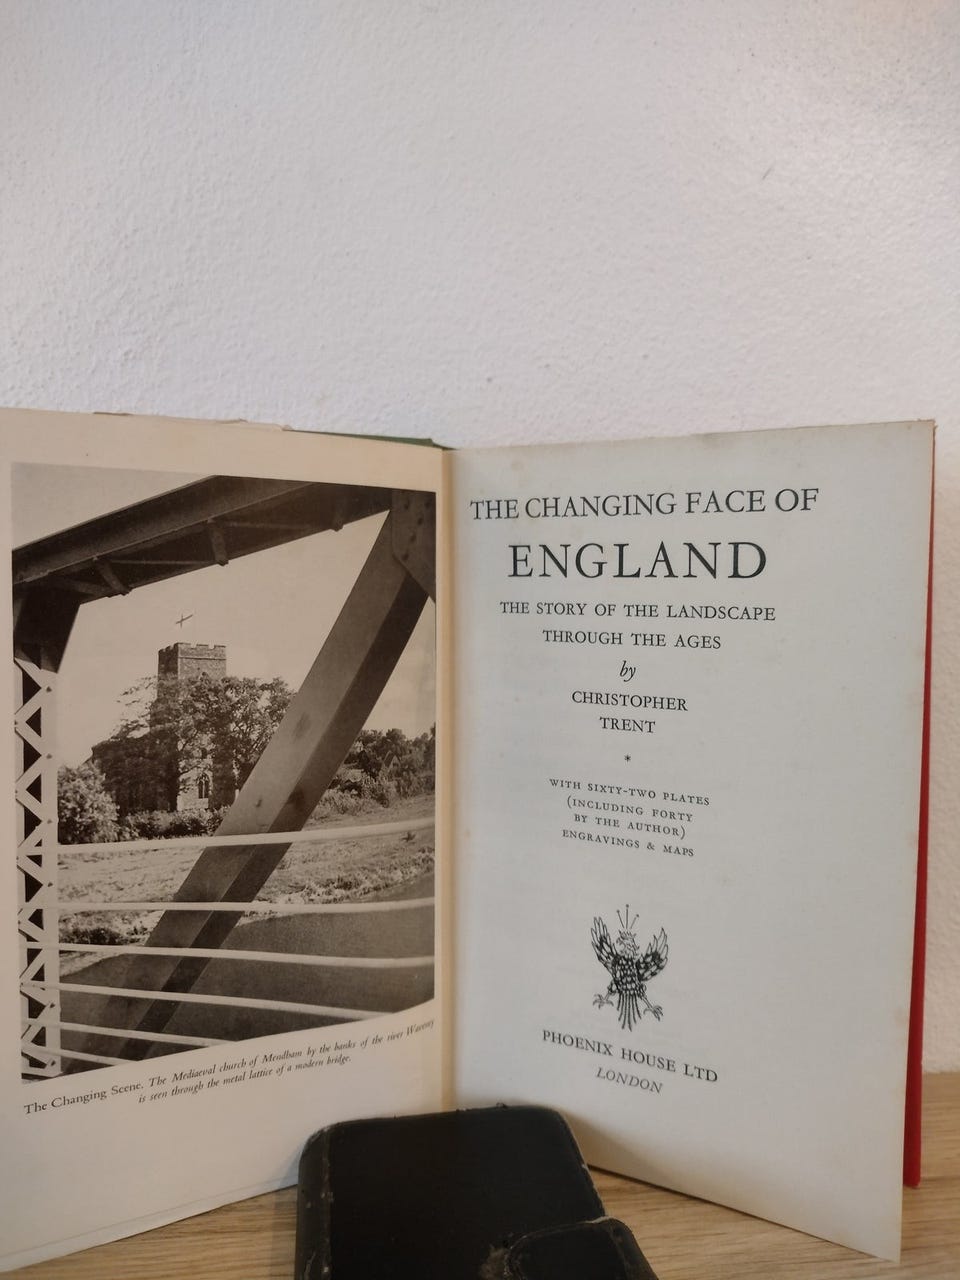 The Changing Scene. The Mediaeval church of Mendham by the banks of the river Waveney
is seen through the metal lattice of a modern bridge.
THE CHANGING FACE OF
ENGLAND
THE STORY OF THE LANDSCAPE
THROUGH THE AGES
by
CHRISTOPHER
TRENT
*
WITH SIXTY-TWO PLATES
(INCLUDING FORTY
BY THE AUTHOR)
ENGRAVINGS & MAPS
PHOENIX HOUSE LTD
LONDON